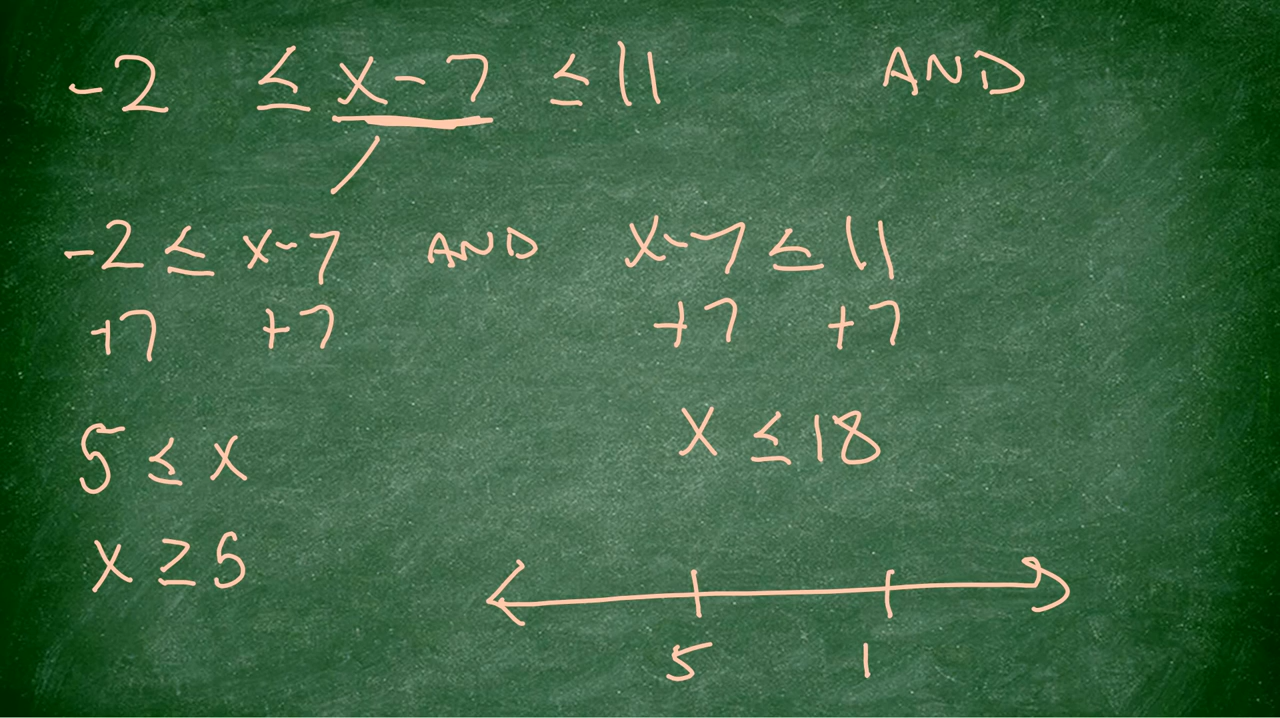 -2 ≤ x - 7 ≤ 11 AND
-2 ≤ x - 7 AND x - 7 ≤ 11
+7 +7 +7 +7
5 ≤ x x ≤ 18
x ≥ 5
5 1